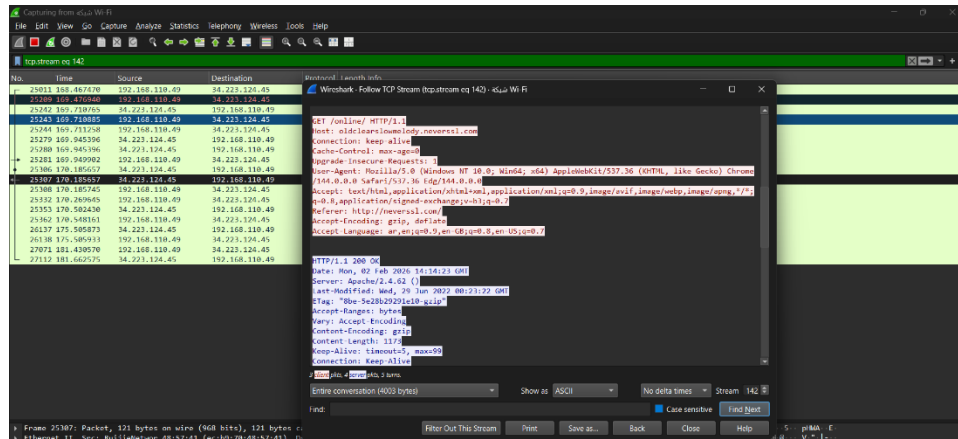 Capturing from شبكة Wi-Fi
File Edit View Go Capture Analyze Statistics Telephony Wireless Tools Help
tcp.stream eq 142
No. Time Source Destination Protocol Length Info
25011 168.467470 192.168.110.49 34.223.124.45
25209 169.476940 192.168.110.49 34.223.124.45
25242 169.710765 34.223.124.45 192.168.110.49
25243 169.710885 34.223.124.45 192.168.110.49
25244 169.711258 192.168.110.49 34.223.124.45
25279 169.945396 192.168.110.49 34.223.124.45
25280 169.945396 34.223.124.45 192.168.110.49
25281 169.949902 192.168.110.49 34.223.124.45
25306 170.185657 34.223.124.45 192.168.110.49
25307 170.185657 34.223.124.45 192.168.110.49
25308 170.185745 192.168.110.49 34.223.124.45
25332 170.269645 192.168.110.49 34.223.124.45
25353 170.502430 34.223.124.45 192.168.110.49
25362 170.548161 192.168.110.49 34.223.124.45
26137 175.505873 34.223.124.45 192.168.110.49
26138 175.505933 192.168.110.49 34.223.124.45
27071 181.430570 192.168.110.49 34.223.124.45
27112 181.662575 34.223.124.45 192.168.110.49
Wireshark · Follow TCP Stream (tcp.stream eq 142) · شبكة Wi-Fi
GET /online/ HTTP/1.1
Host: oldclearslowmelody.neverssl.com
Connection: keep-alive
Cache-Control: max-age=0
Upgrade-Insecure-Requests: 1
User-Agent: Mozilla/5.0 (Windows NT 10.0; Win64; x64) AppleWebKit/537.36 (KHTML, like Gecko) Chrome
/144.0.0.0 Safari/537.36 Edg/144.0.0.0
Accept: text/html,application/xhtml+xml,application/xml;q=0.9,image/avif,image/webp,image/apng,*/*;
q=0.8,application/signed-exchange;v=b3;q=0.7
Referer: http://neverssl.com/
Accept-Encoding: gzip, deflate
Accept-Language: ar,en;q=0.9,en-GB;q=0.8,en-US;q=0.7
HTTP/1.1 200 OK
Date: Mon, 02 Feb 2026 14:14:23 GMT
Server: Apache/2.4.62 ()
Last-Modified: Wed, 29 Jun 2022 00:23:22 GMT
ETag: "8be-5e28b29291e10-gzip"
Accept-Ranges: bytes
Vary: Accept-Encoding
Content-Encoding: gzip
Content-Length: 1173
Keep-Alive: timeout=5, max=99
Connection: Keep-Alive
3 client pkts, 4 server pkts, 5 turns.
Entire conversation (4003 bytes) Show as ASCII No delta times Stream 142
Find: Case sensitive Find Next
Filter Out This Stream Print Save as... Back Close Help
Frame 25307: Packet, 121 bytes on wire (968 bits), 121 bytes